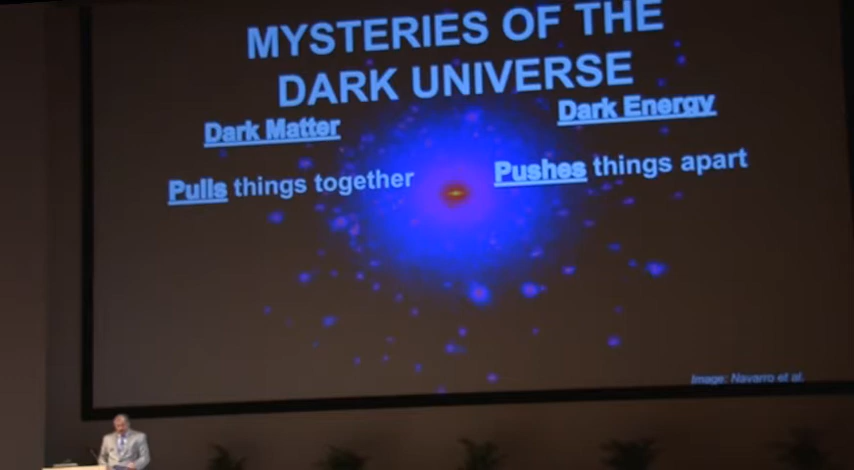 MYSTERIES OF THE
DARK UNIVERSE
Dark Matter
Dark Energy
Pulls things together
Pushes things apart
Image: Navarro et al.